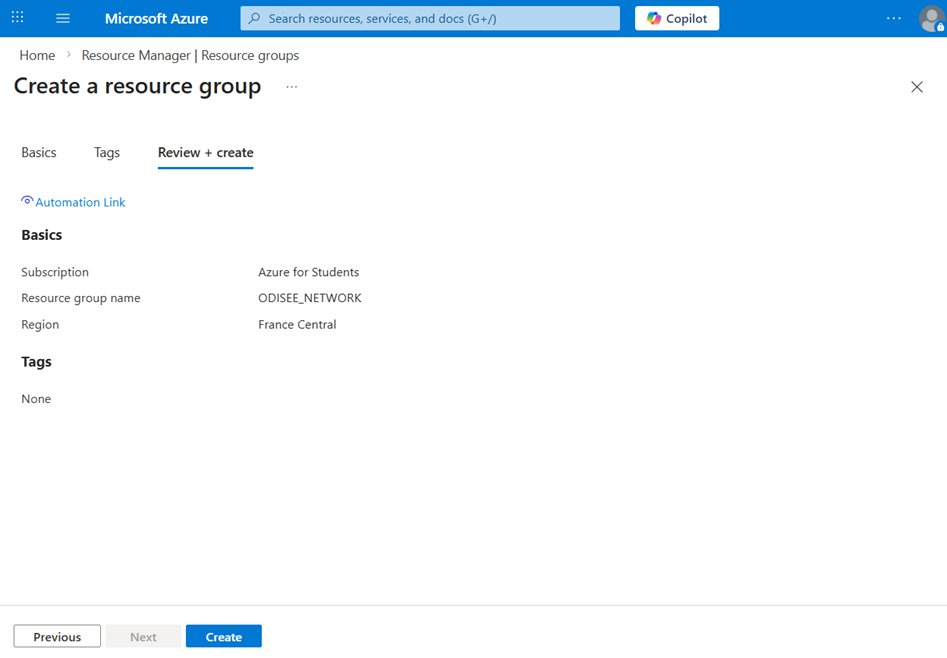 Microsoft Azure
Search resources, services, and docs (G+/)
Copilot
...
Home > Resource Manager | Resource groups
Create a resource group ...
Basics Tags Review + create
Automation Link
Basics
Subscription Azure for Students
Resource group name ODISEE_NETWORK
Region France Central
Tags
None
Previous Next Create